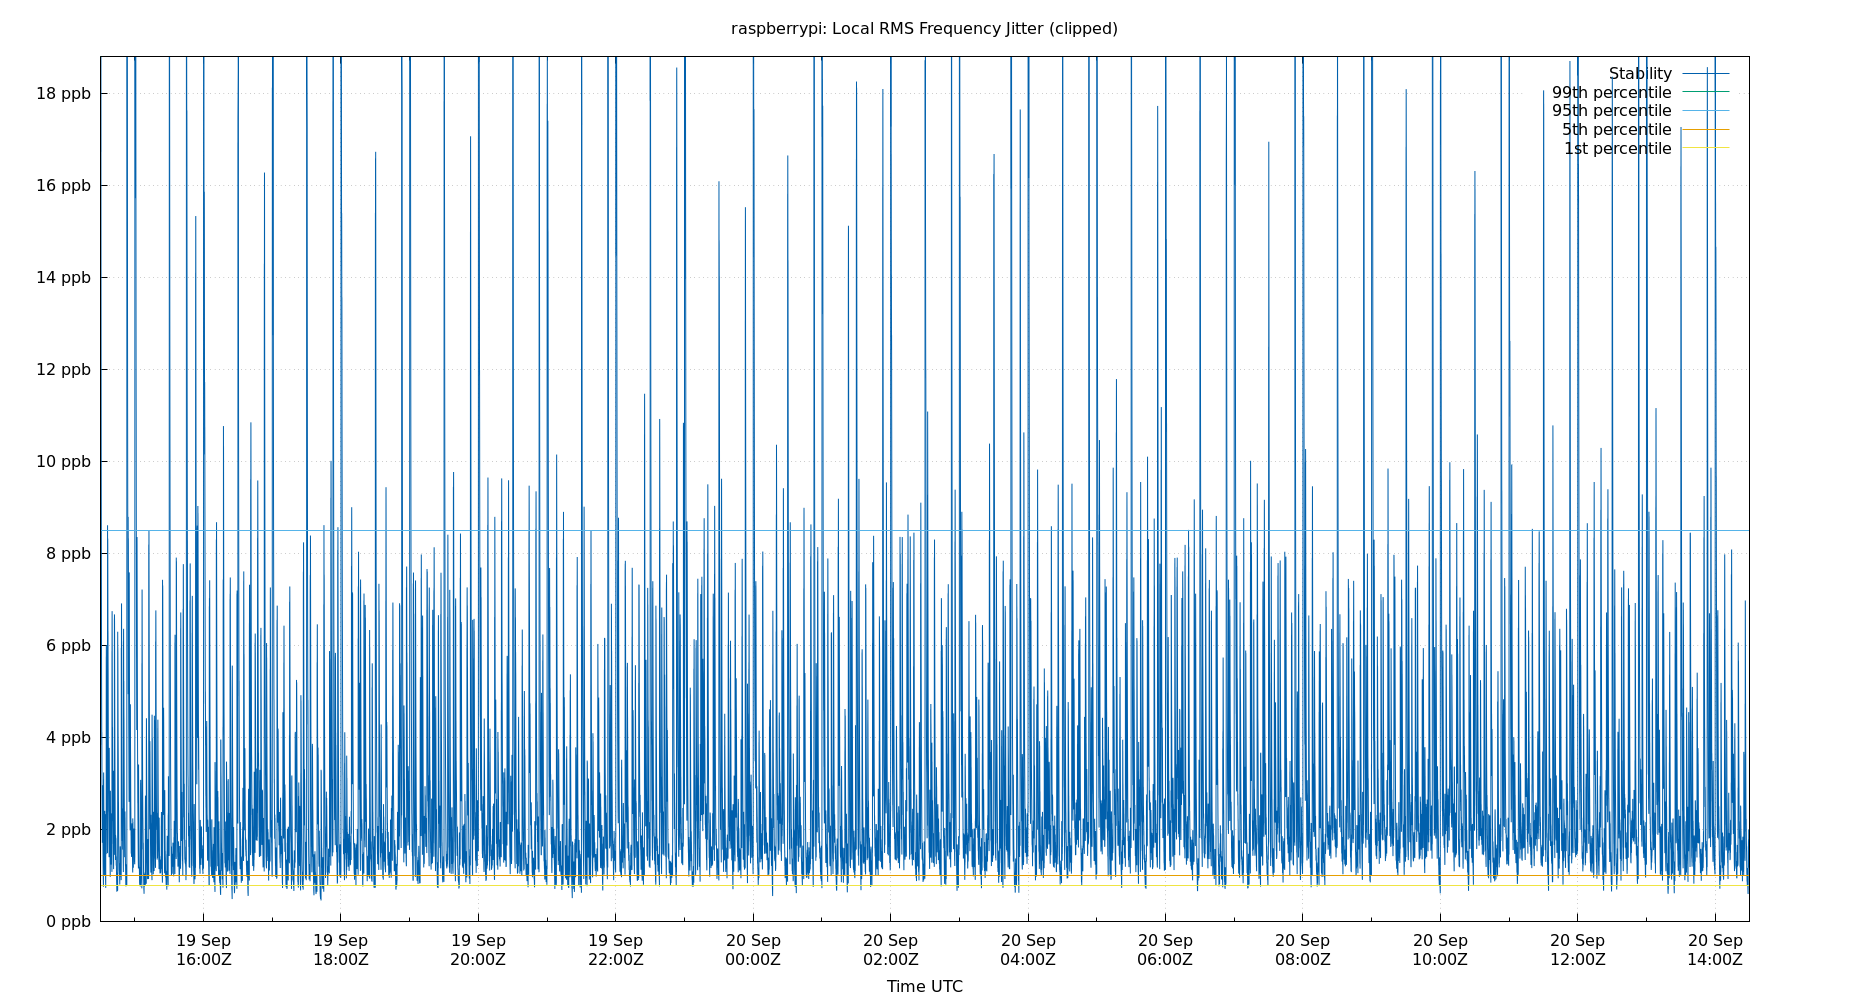 raspberrypi: Local RMS Frequency Jitter (clipped)
Stability
99th percentile
95th percentile
5th percentile
1st percentile
18 ppb
16 ppb
14 ppb
12 ppb
10 ppb
8 ppb
6 ppb
4 ppb
2 ppb
0 ppb
19 Sep 19 Sep 19 Sep 19 Sep 20 Sep 20 Sep 20 Sep 20 Sep 20 Sep 20 Sep 20 Sep 20 Sep
16:00Z 18:00Z 20:00Z 22:00Z 00:00Z 02:00Z 04:00Z 06:00Z 08:00Z 10:00Z 12:00Z 14:00Z
Time UTC